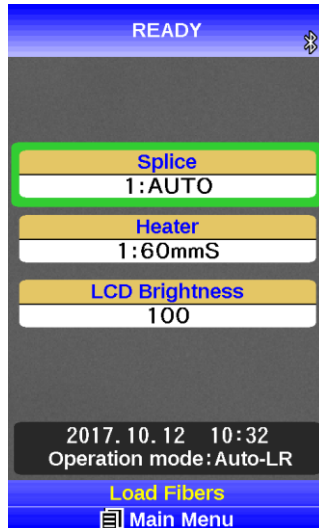 READY
Splice
1:AUTO
Heater
1:60mmS
LCD Brightness
100
2017.10.12 10:32
Operation mode:Auto-LR
Load Fibers
Main Menu